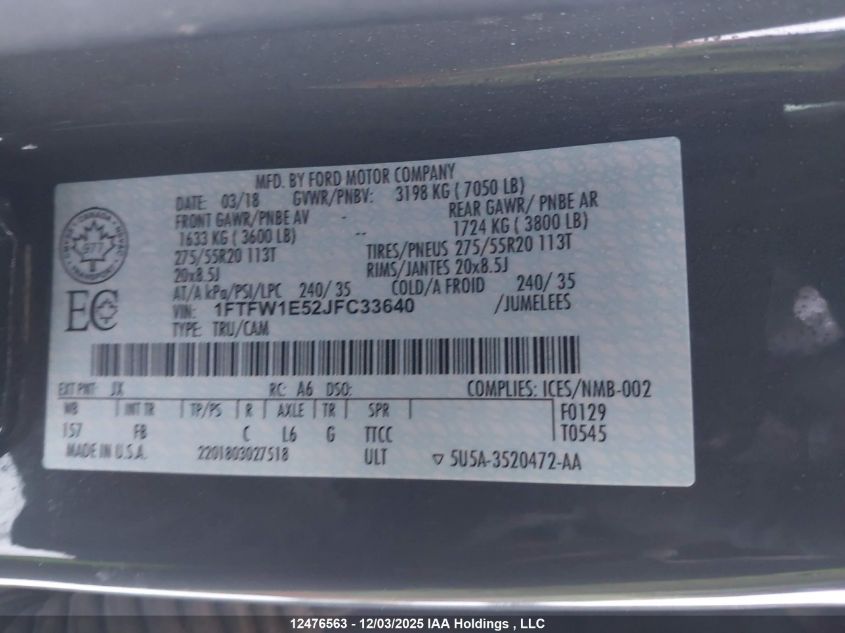 MFD. BY FORD MOTOR COMPANY
DATE: 03/18 GVWR/PNBV: 3198 KG ( 7050 LB)
FRONT GAWR/PNBE AV - REAR GAWR/ PNBE AR
1633 KG ( 3600 LB) -- 1724 KG ( 3800 LB)
275/55R20 113T TIRES/PNEUS 275/55R20 113T
20x8.5J RIMS/JANTES 20x8.5J
AT/A kPa/PSI/LPC 240/ 35 COLD/A FROID 240/ 35
VIN: 1FTFW1E52JFC33640 /JUMELEES
TYPE: TRU/CAM
CANADA
977
TRANSPORT
EC
EXT PNT: JX RC: A6 DSO: COMPLIES: ICES/NMB-002
WB INT TR TP/PS R AXLE TR SPR F0129
157 FB C L6 G TTCC T0545
MADE IN U.S.A. 2201803027518 ULT ▽ 5U5A-3520472-AA
12476563 - 12/03/2025 IAA Holdings , LLC